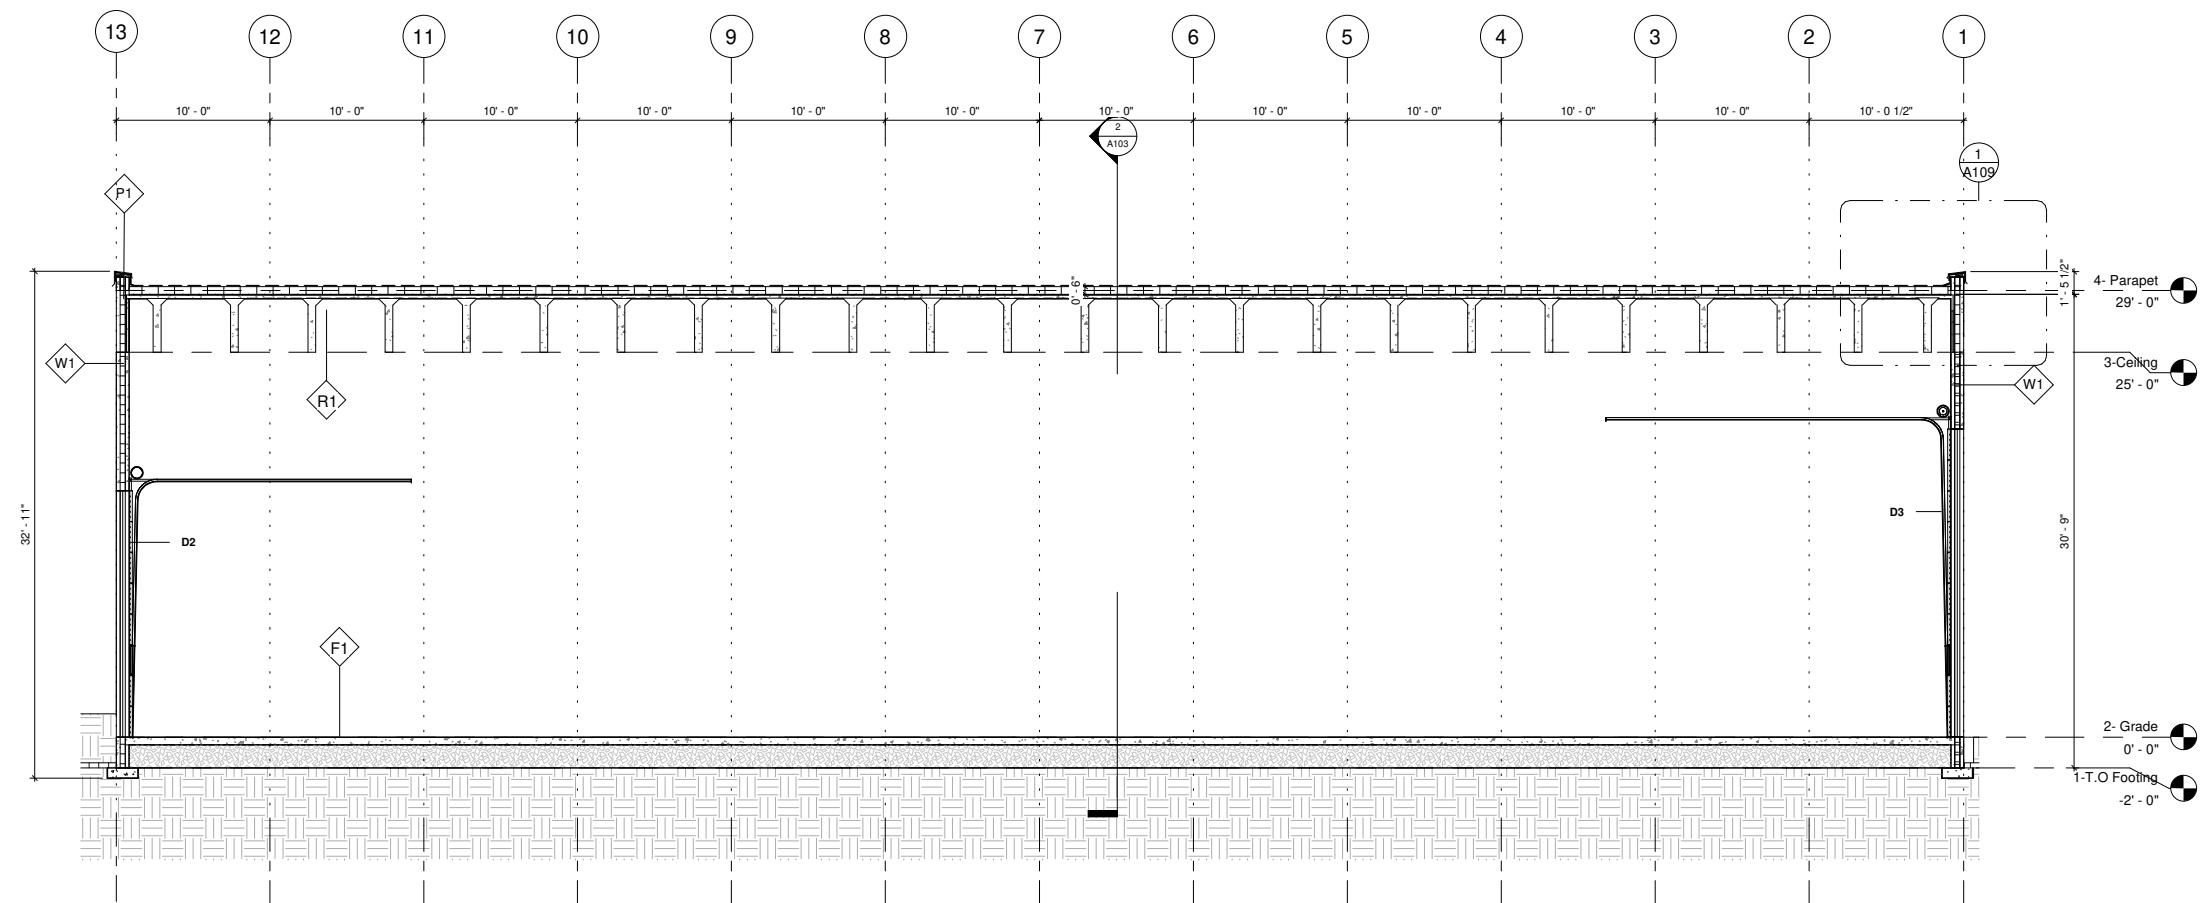 13 12 11 10 9 8 7 6 5 4 3 2 1
10' - 0" 10' - 0" 10' - 0" 10' - 0" 10' - 0" 10' - 0" 10' - 0" 10' - 0" 10' - 0" 10' - 0" 10' - 0" 10' - 0 1/2"
2
A103
1
A109
P1
0' - 6"
1' - 5 1/2"
4- Parapet
29' - 0"
W1
R1
3-Ceiling
25' - 0"
W1
32' - 11"
D2
D3
30' - 9"
F1
2- Grade
0' - 0"
1-T.O Footing
-2' - 0"